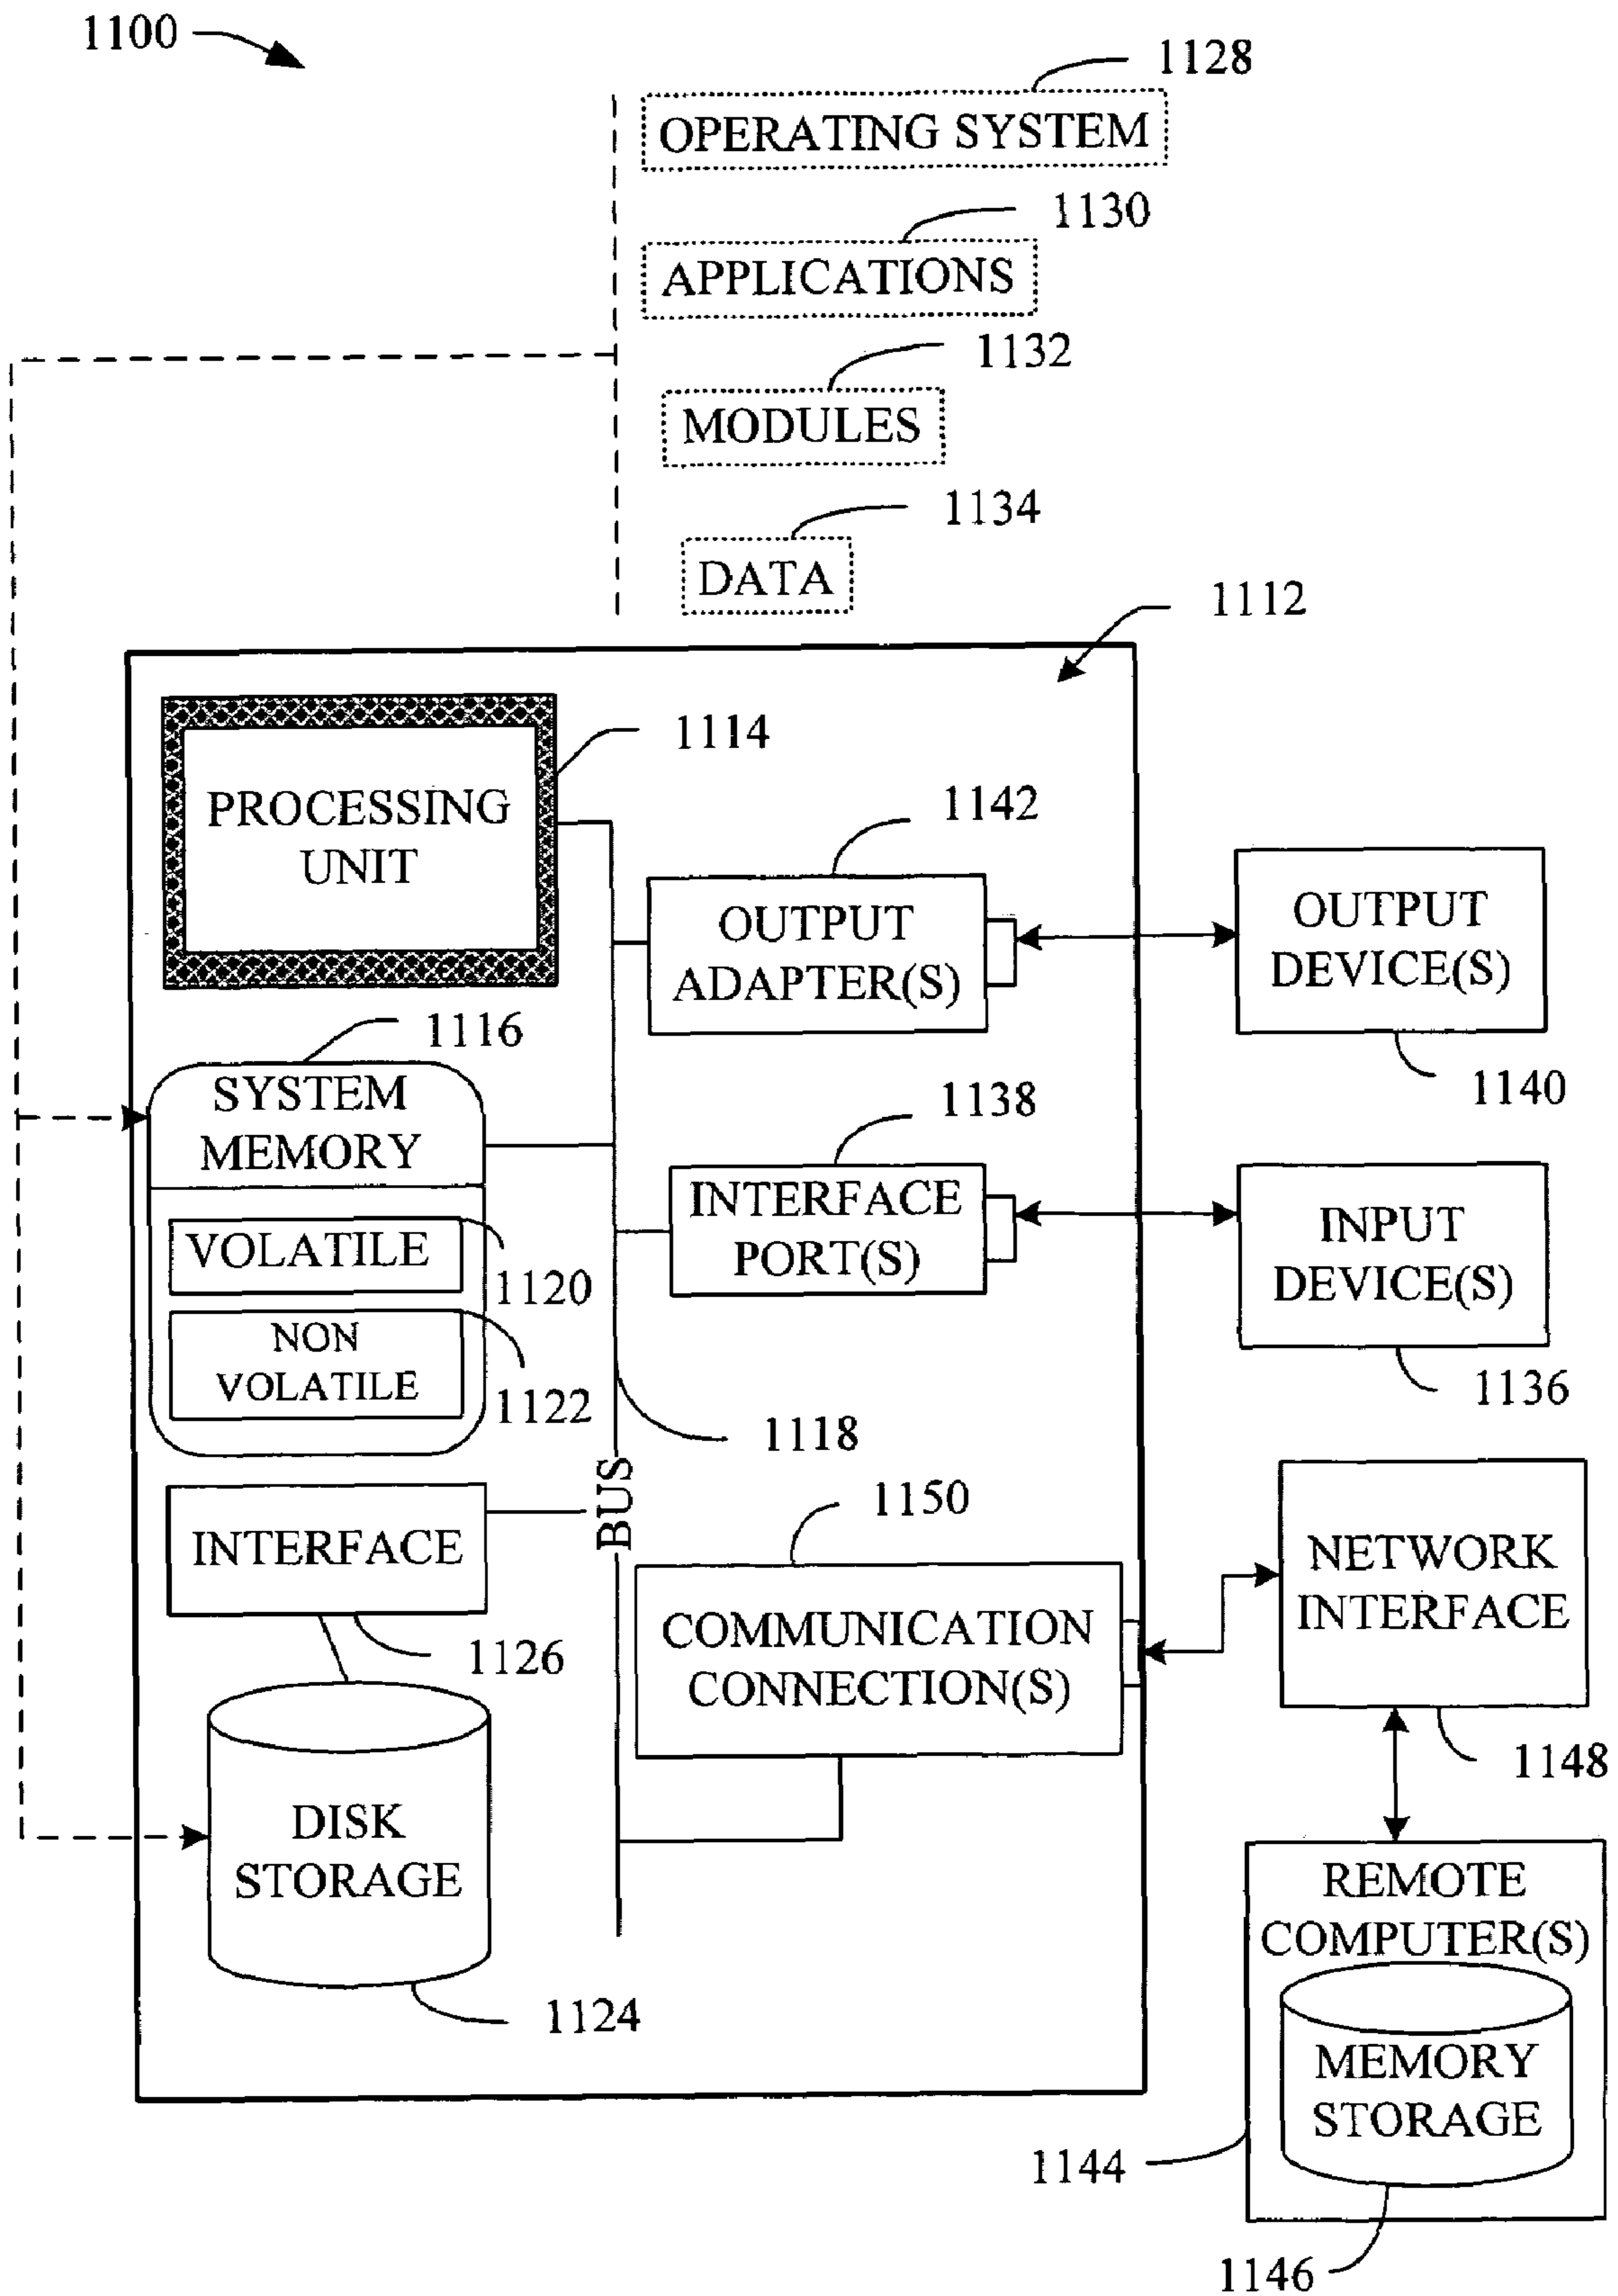 1100
1128
OPERATING SYSTEM
1130
APPLICATIONS
1132
MODULES
1134
DATA
1112
1114
PROCESSING
UNIT
1142
OUTPUT
ADAPTER(S)
OUTPUT
DEVICE(S)
1140
1116
SYSTEM
MEMORY
1138
INTERFACE
PORT(S)
INPUT
DEVICE(S)
1136
VOLATILE
1120
NON
VOLATILE
1122
1118
BUS
INTERFACE
1126
1150
COMMUNICATION
CONNECTION(S)
NETWORK
INTERFACE
1148
DISK
STORAGE
1124
REMOTE
COMPUTER(S)
MEMORY
STORAGE
1144
1146